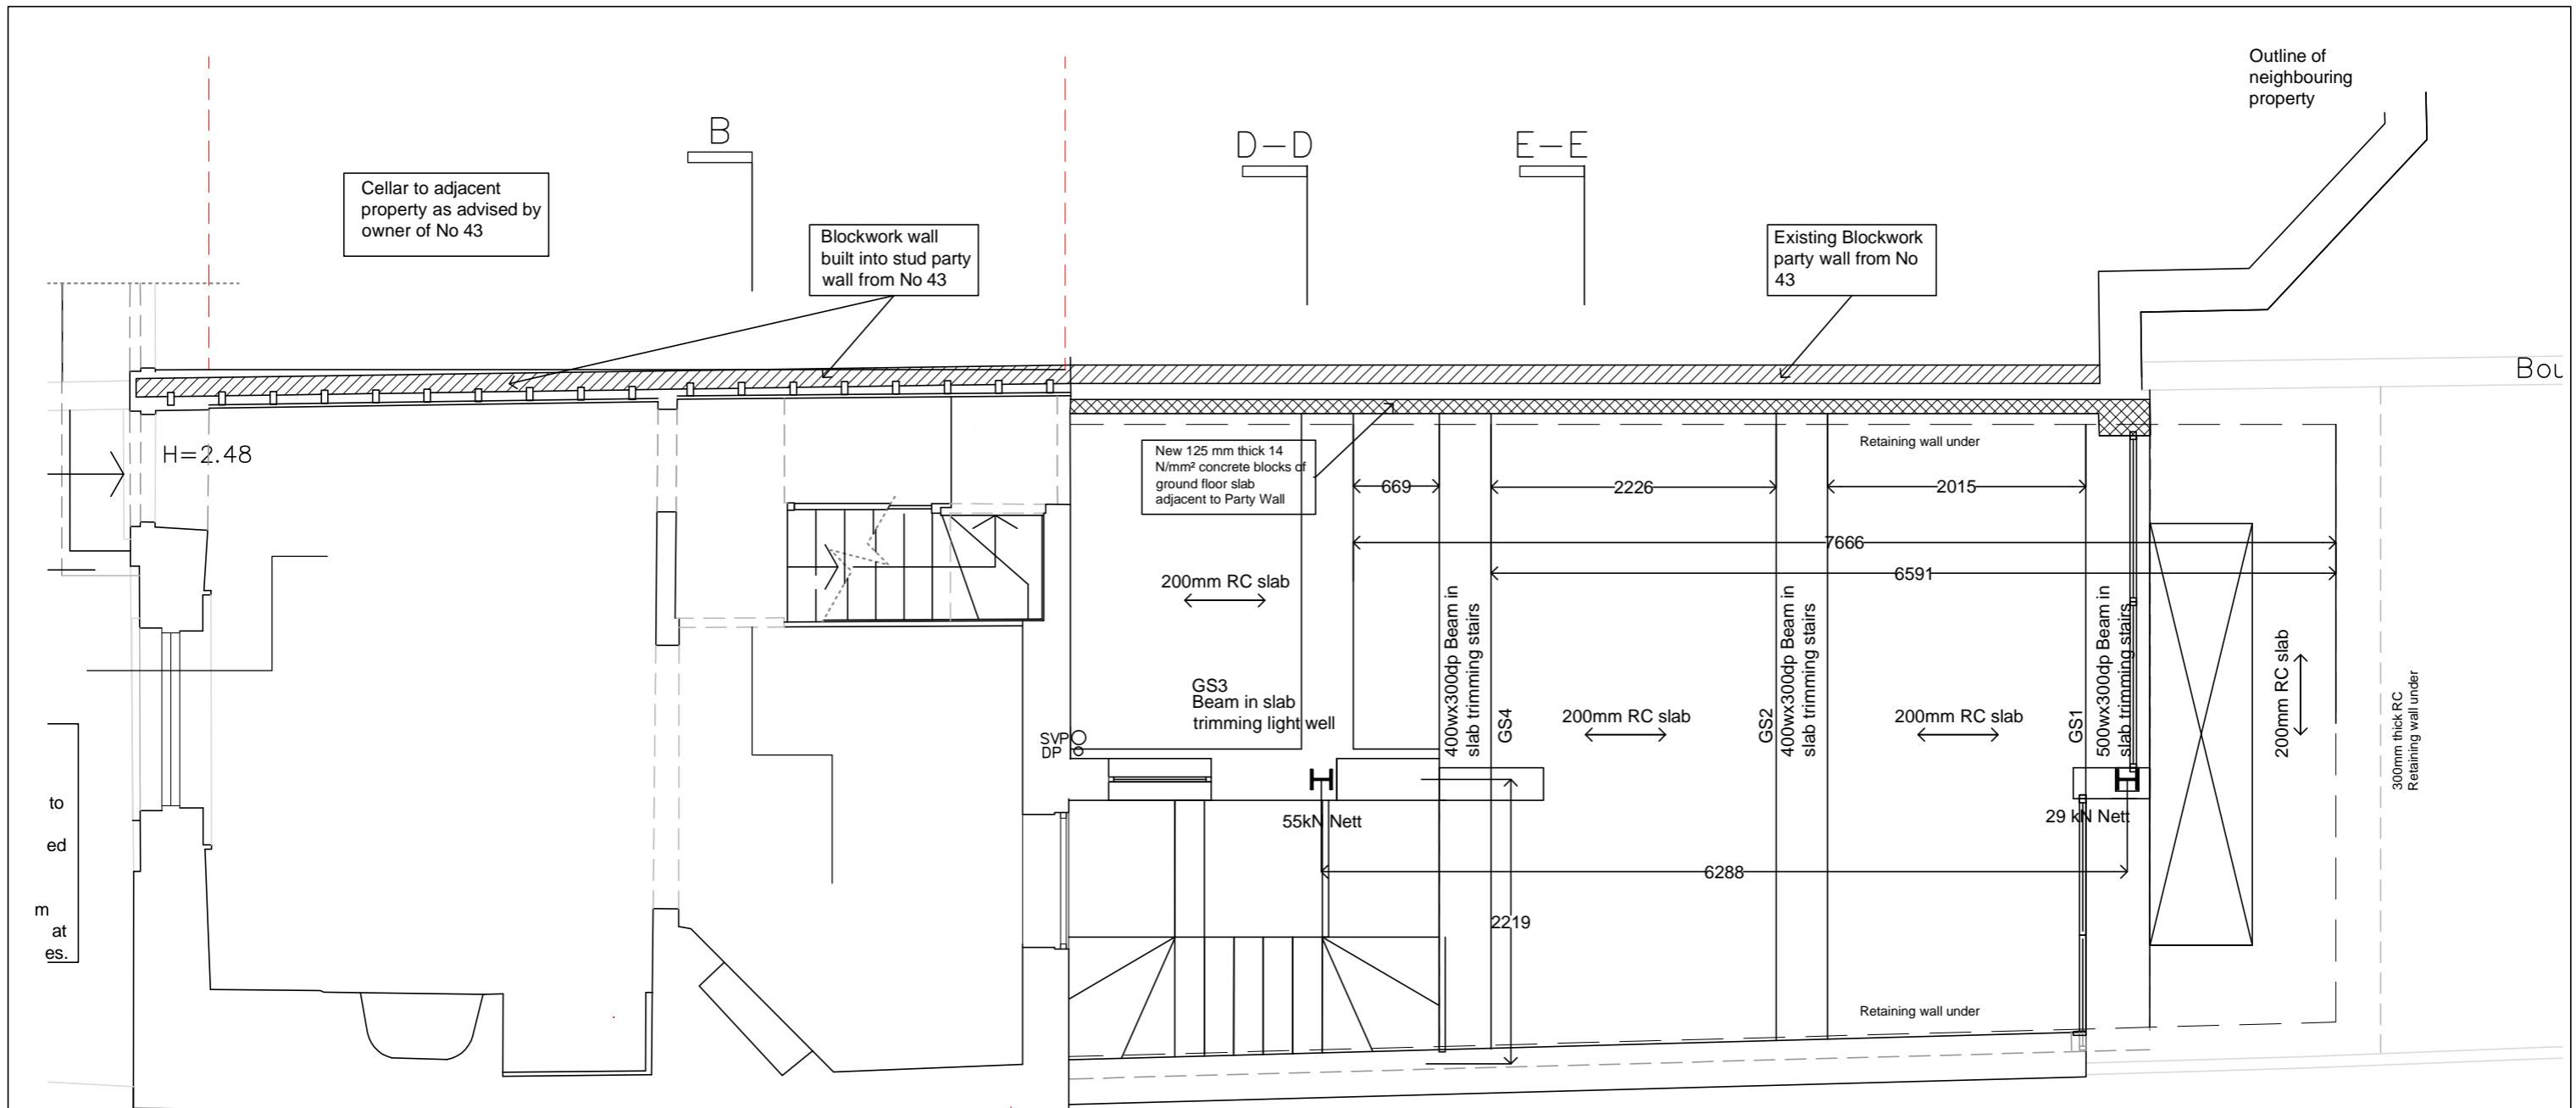 Outline of
neighbouring
property
B
D-D
E-E
Cellar to adjacent
property as advised by
owner of No 43
Blockwork wall
built into stud party
wall from No 43
Existing Blockwork
party wall from No
43
H=2.48
New 125 mm thick 14
N/mm² concrete blocks of
ground floor slab
adjacent to Party Wall
Retaining wall under
669
2226
2015
7666
6591
200mm RC slab
GS3
Beam in slab
trimming light well
SVP
DP
400wx300dp Beam in
slab trimming stairs
GS4
200mm RC slab
GS2
400wx300dp Beam in
slab trimming stairs
200mm RC slab
GS1
500wx300dp Beam in
slab trimming stairs
200mm RC slab
300mm thick RC
Retaining wall under
55kN Nett
29 kN Nett
6288
2219
Retaining wall under
to
ed
m
at
es.